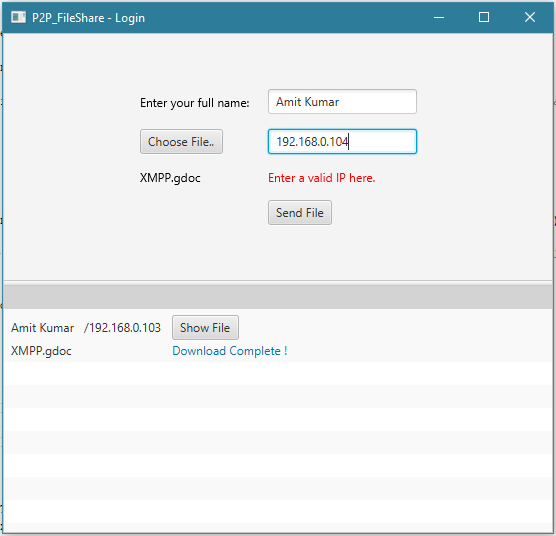 P2P_FileShare - Login
Enter your full name: Amit Kumar
Choose File.. 192.168.0.104
XMPP.gdoc Enter a valid IP here.
Send File
Amit Kumar /192.168.0.103 Show File
XMPP.gdoc Download Complete !